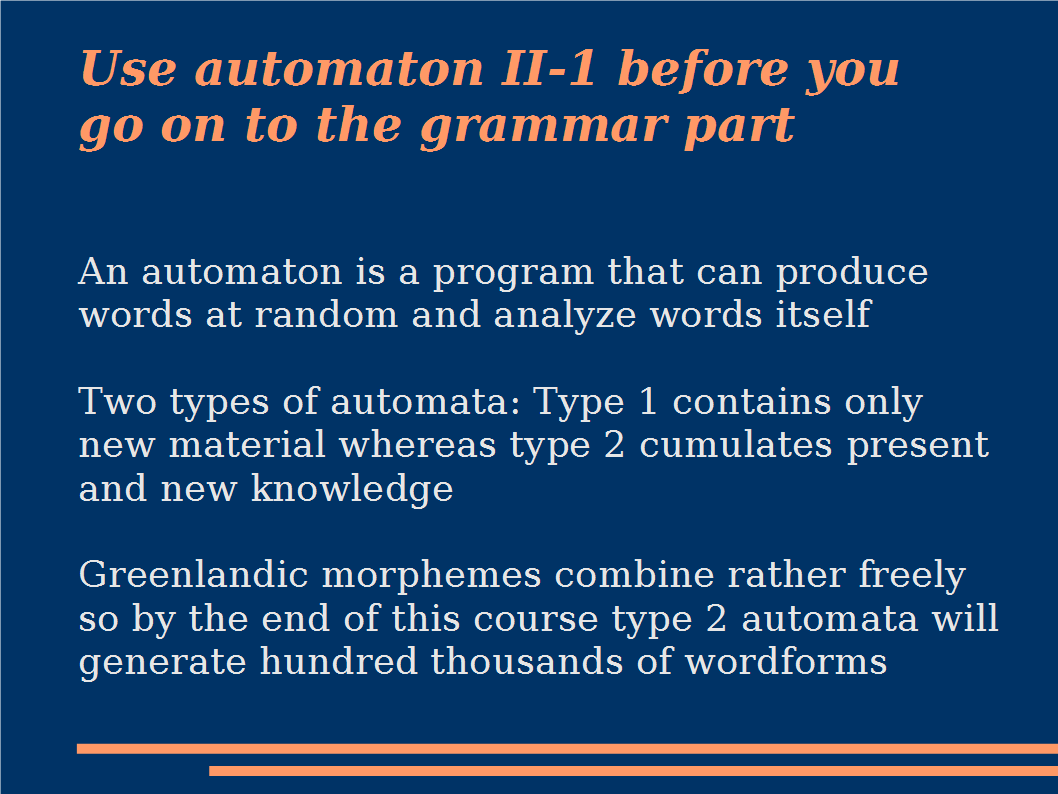 Use automaton II-1 before you
go on to the grammar part
An automaton is a program that can produce
words at random and analyze words itself
Two types of automata: Type 1 contains only
new material whereas type 2 cumulates present
and new knowledge
Greenlandic morphemes combine rather freely
so by the end of this course type 2 automata will
generate hundred thousands of wordforms